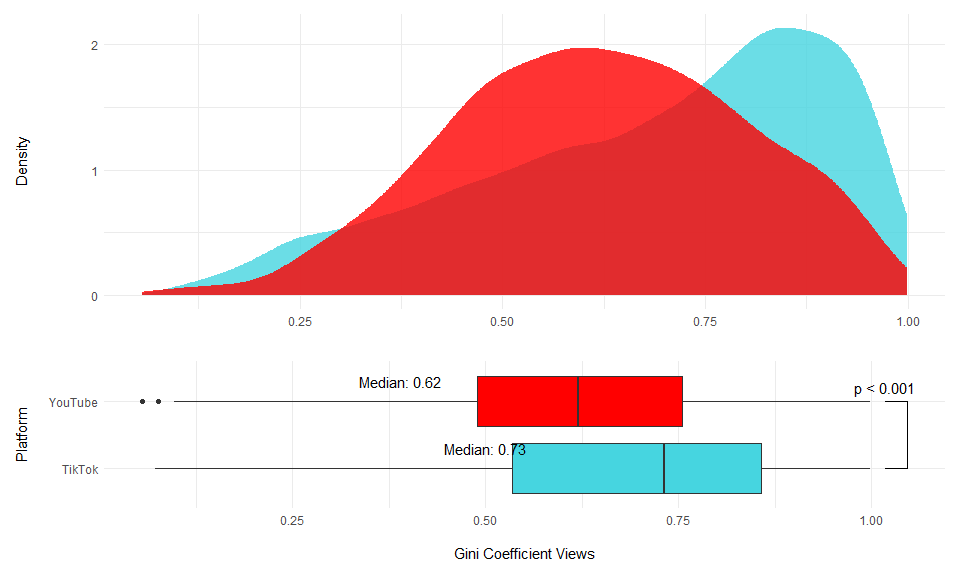 2
1
0
Density
0.25 0.50 0.75 1.00
Median: 0.62
p < 0.001
YouTube
Median: 0.73
TikTok
Platform
0.25 0.50 0.75 1.00
Gini Coefficient Views